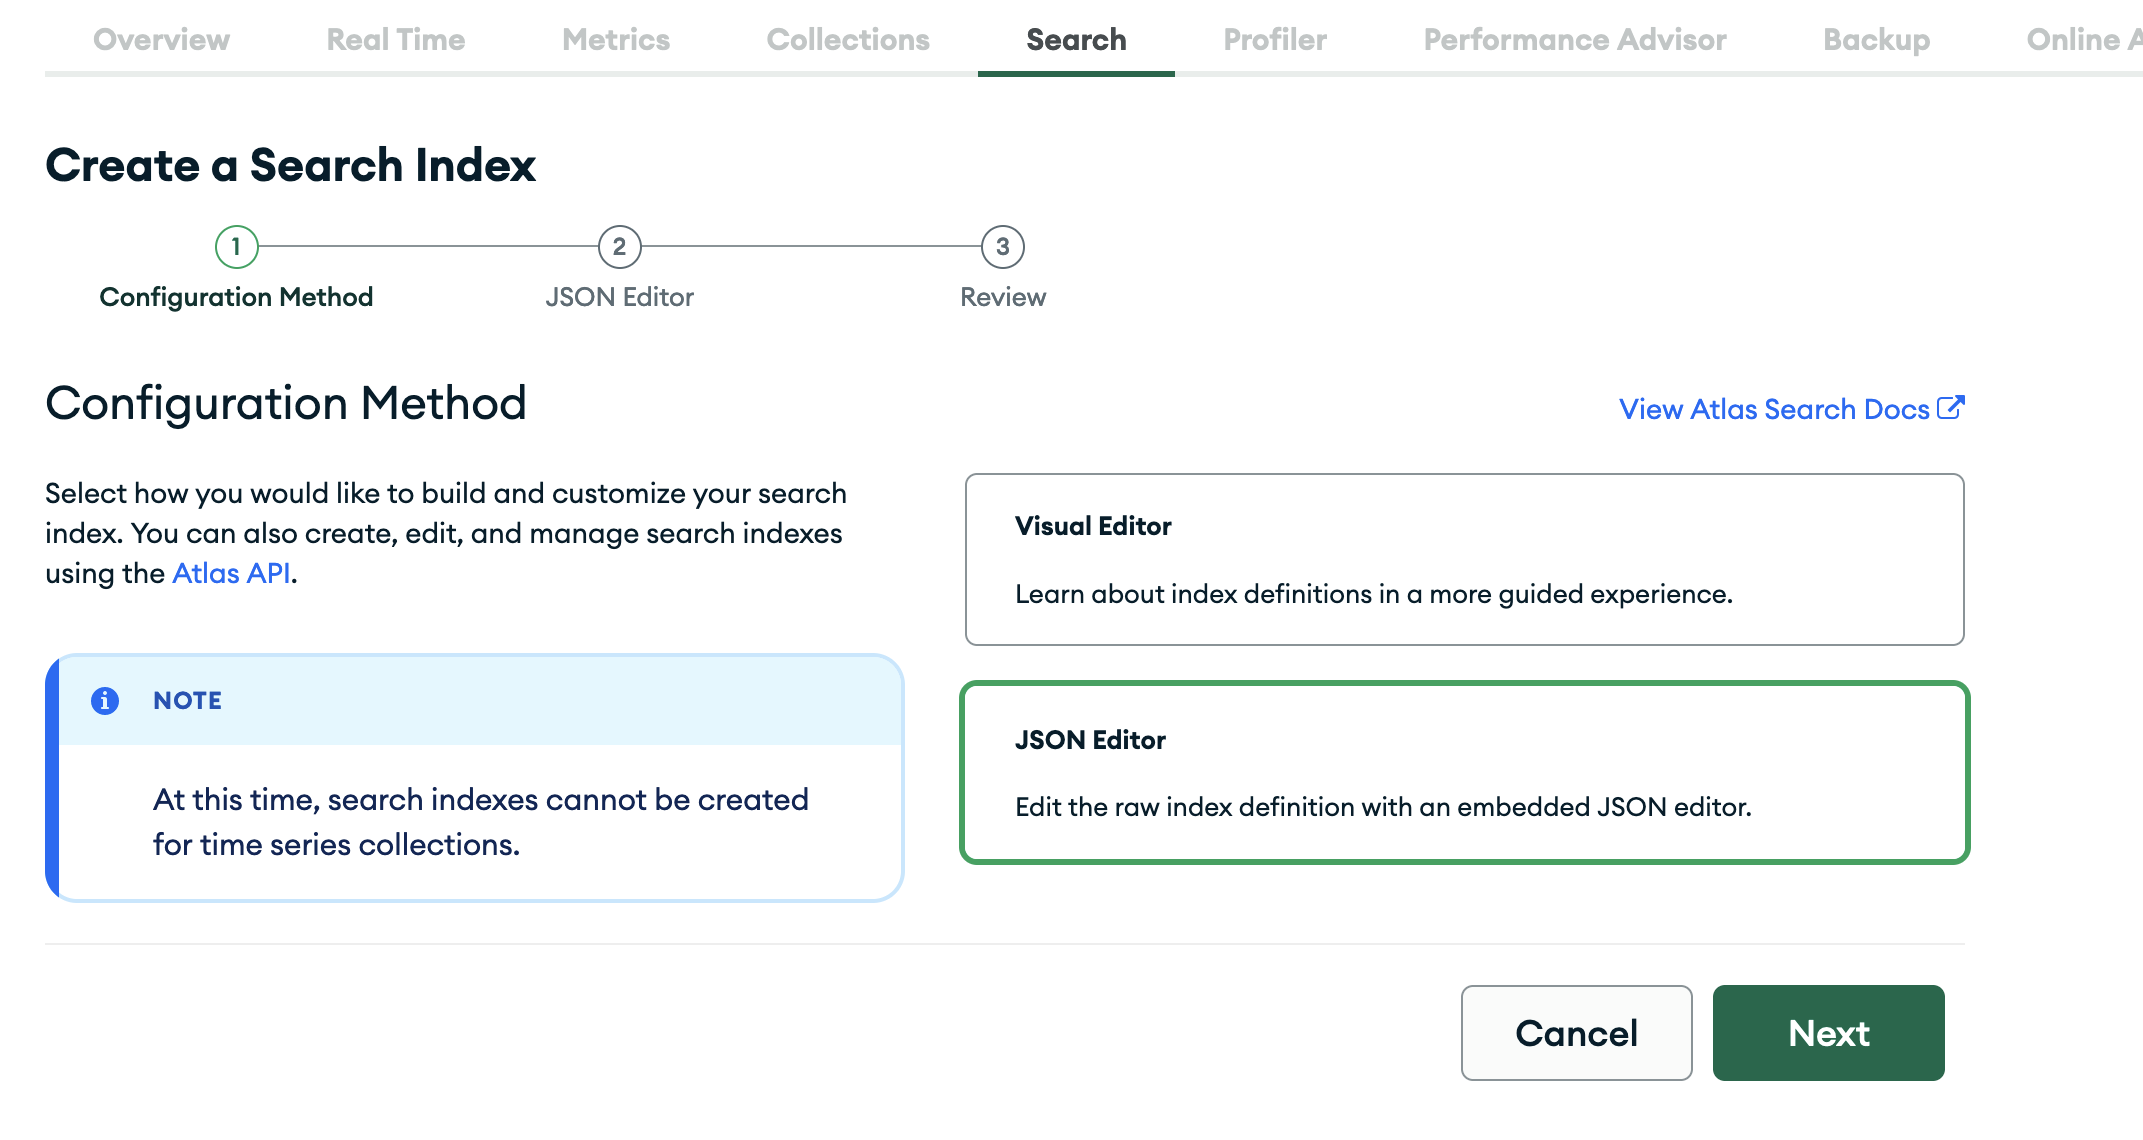 Overview Real Time Metrics Collections Search Profiler Performance Advisor Backup Online A
Create a Search Index
1 2 3
Configuration Method JSON Editor Review
Configuration Method
View Atlas Search Docs
Select how you would like to build and customize your search
index. You can also create, edit, and manage search indexes
using the Atlas API.
NOTE
At this time, search indexes cannot be created
for time series collections.
Visual Editor
Learn about index definitions in a more guided experience.
JSON Editor
Edit the raw index definition with an embedded JSON editor.
Cancel Next